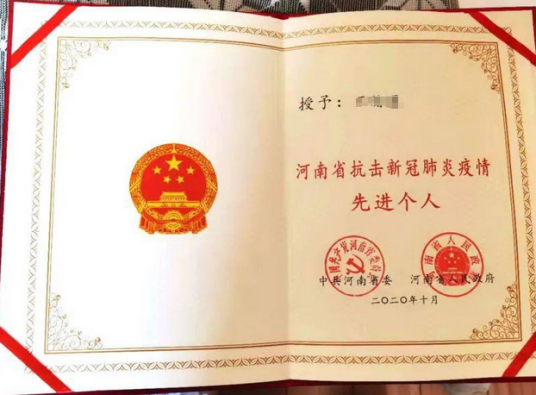 授予：
河南省抗击新冠肺炎疫情
先进个人
中共河南省委 河南省人民政府
二〇二〇年十月